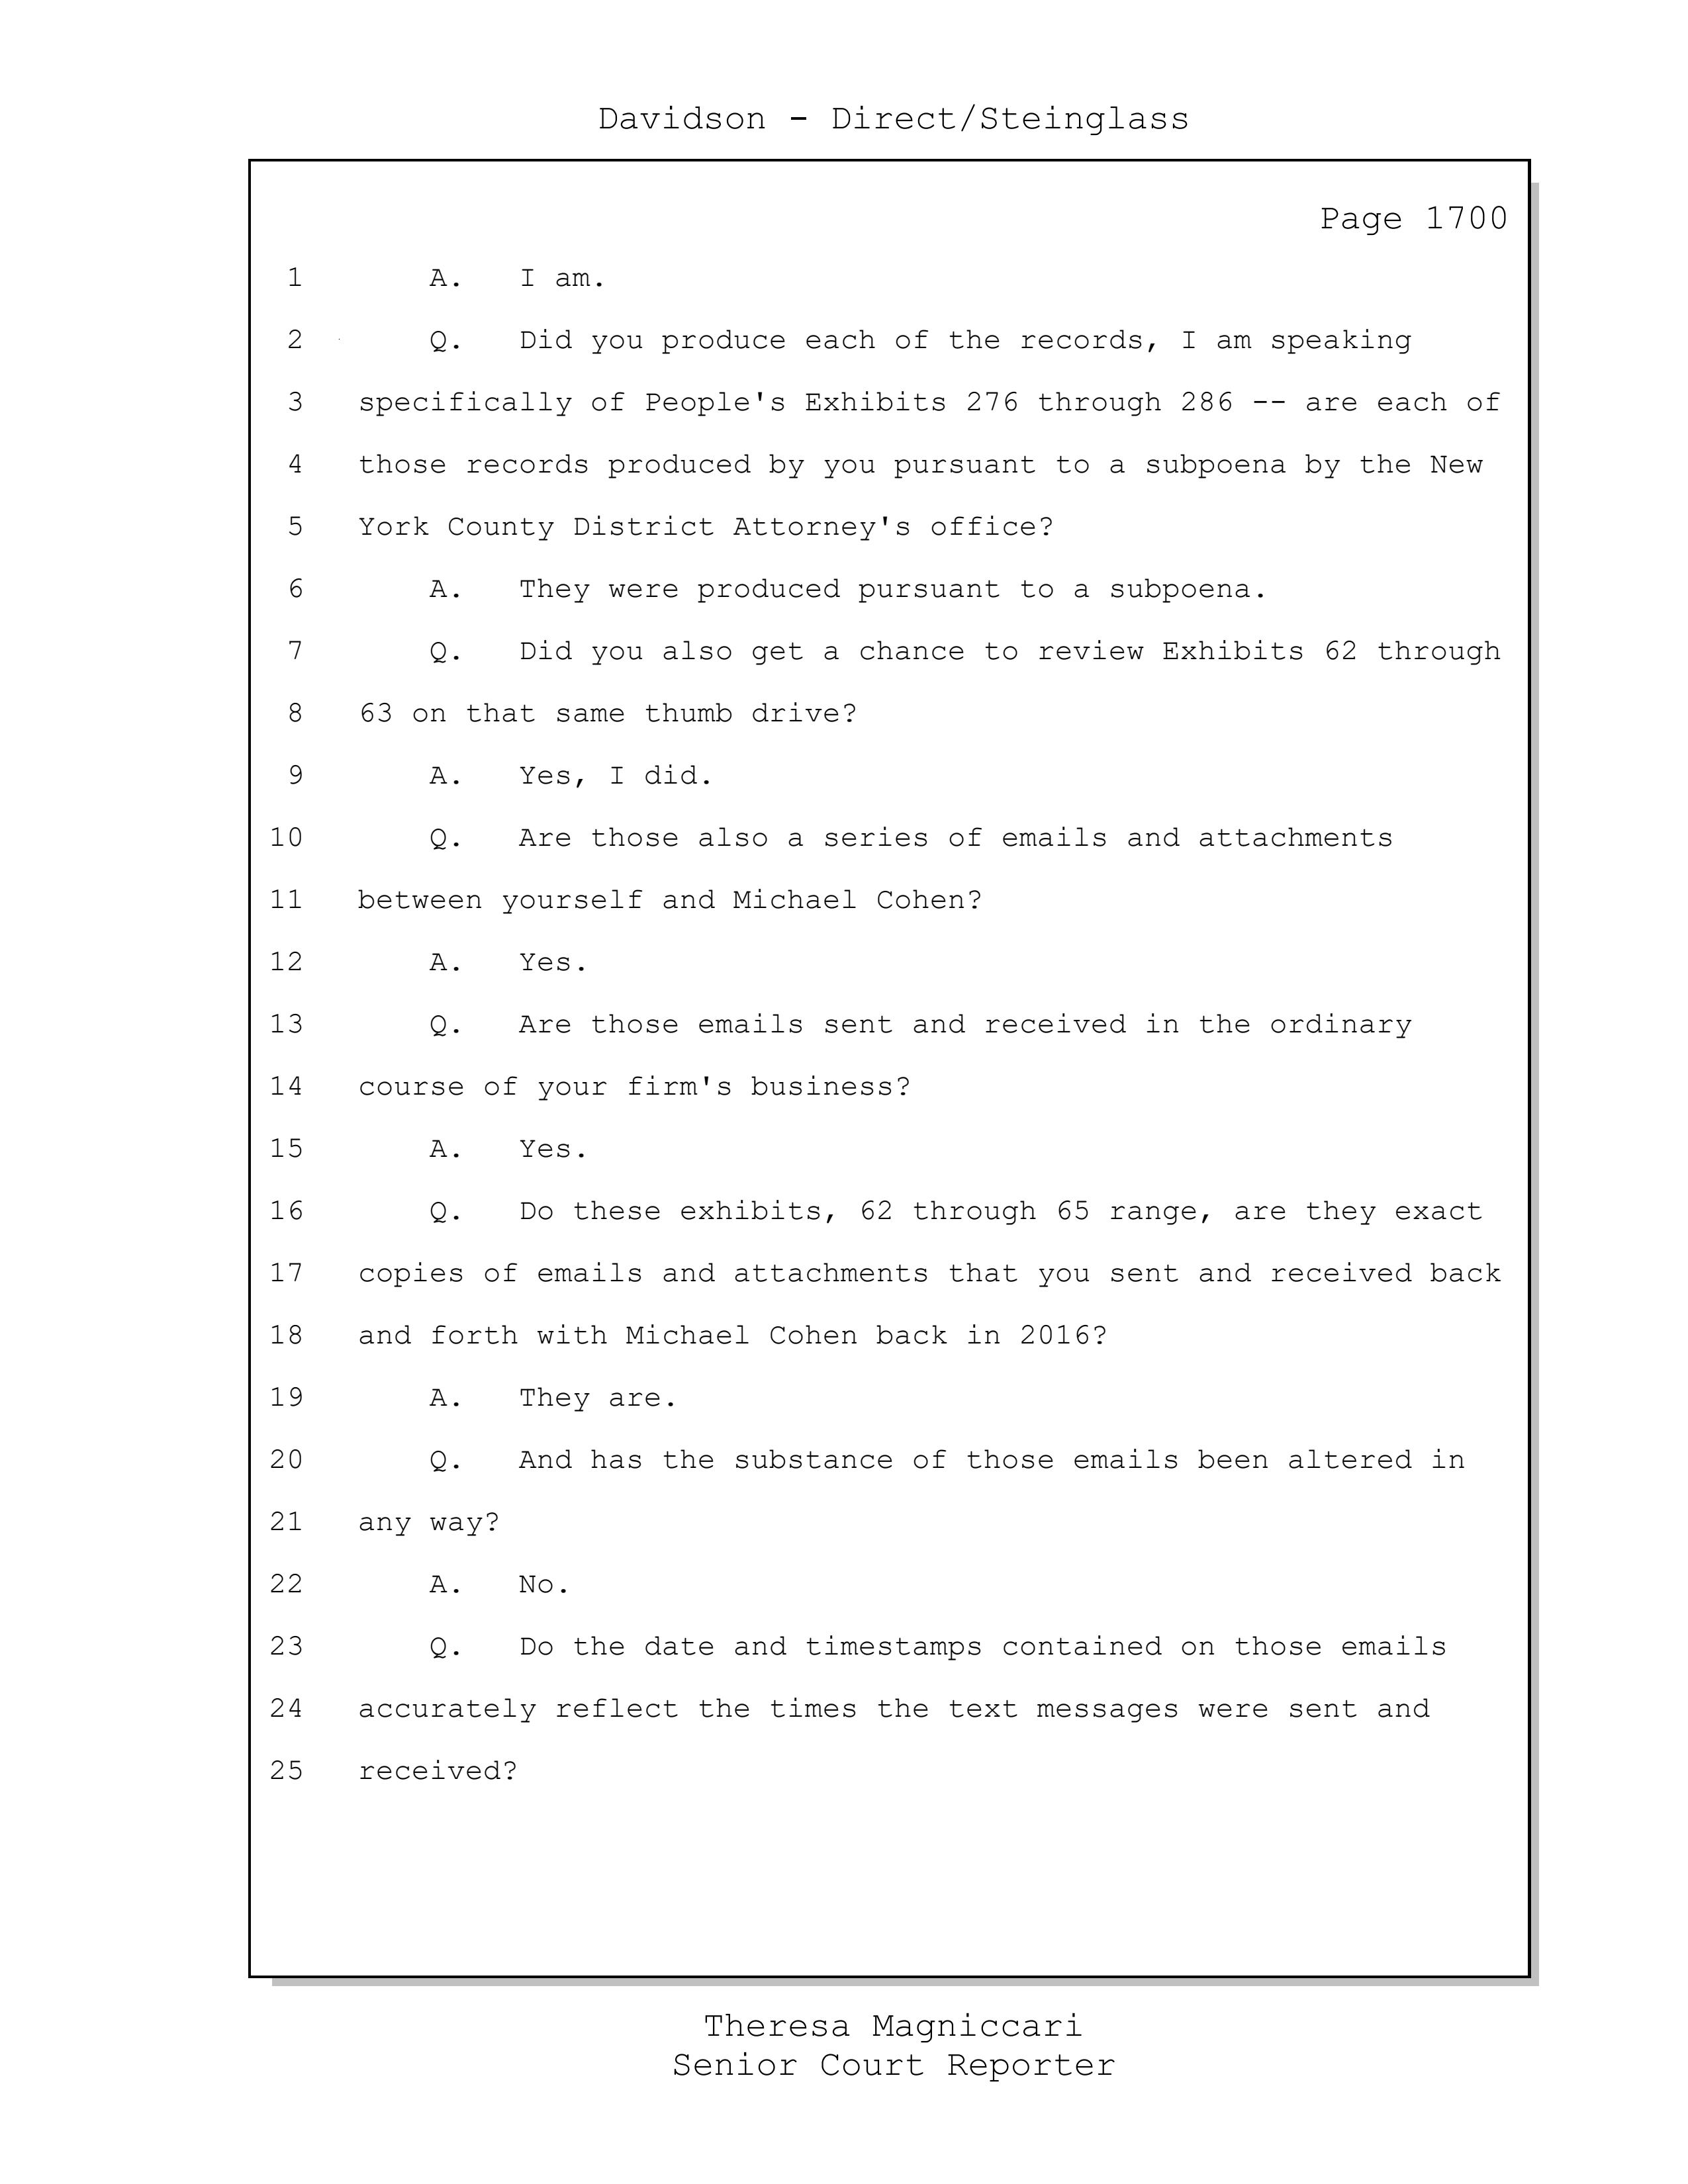 Davidson - Direct/Steinglass
Page 1700
1 A. I am.
2 Q. Did you produce each of the records, I am speaking
3 specifically of People's Exhibits 276 through 286 -- are each of
4 those records produced by you pursuant to a subpoena by the New
5 York County District Attorney's office?
6 A. They were produced pursuant to a subpoena.
7 Q. Did you also get a chance to review Exhibits 62 through
8 63 on that same thumb drive?
9 A. Yes, I did.
10 Q. Are those also a series of emails and attachments
11 between yourself and Michael Cohen?
12 A. Yes.
13 Q. Are those emails sent and received in the ordinary
14 course of your firm's business?
15 A. Yes.
16 Q. Do these exhibits, 62 through 65 range, are they exact
17 copies of emails and attachments that you sent and received back
18 and forth with Michael Cohen back in 2016?
19 A. They are.
20 Q. And has the substance of those emails been altered in
21 any way?
22 A. No.
23 Q. Do the date and timestamps contained on those emails
24 accurately reflect the times the text messages were sent and
25 received?
Theresa Magniccari
Senior Court Reporter